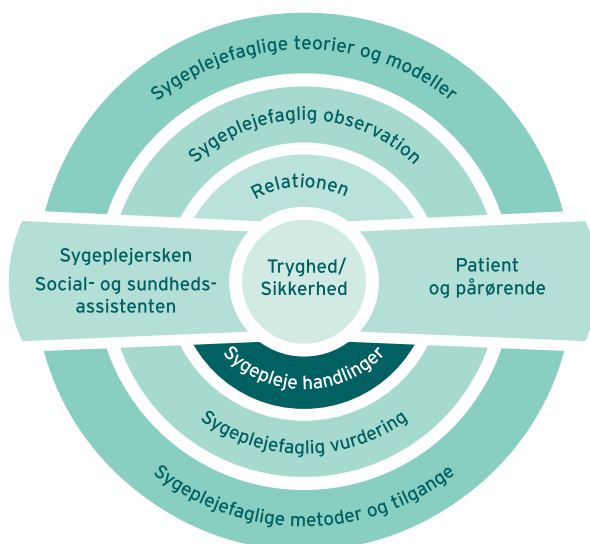 Sygeplejefaglige teorier og modeller
Sygeplejefaglig observation
Relationen
Sygeplejersken
Social- og sundheds-
assistenten
Tryghed/
Sikkerhed
Patient
og pårørende
Sygepleje handlinger
Sygeplejefaglig vurdering
Sygeplejefaglige metoder og tilgange